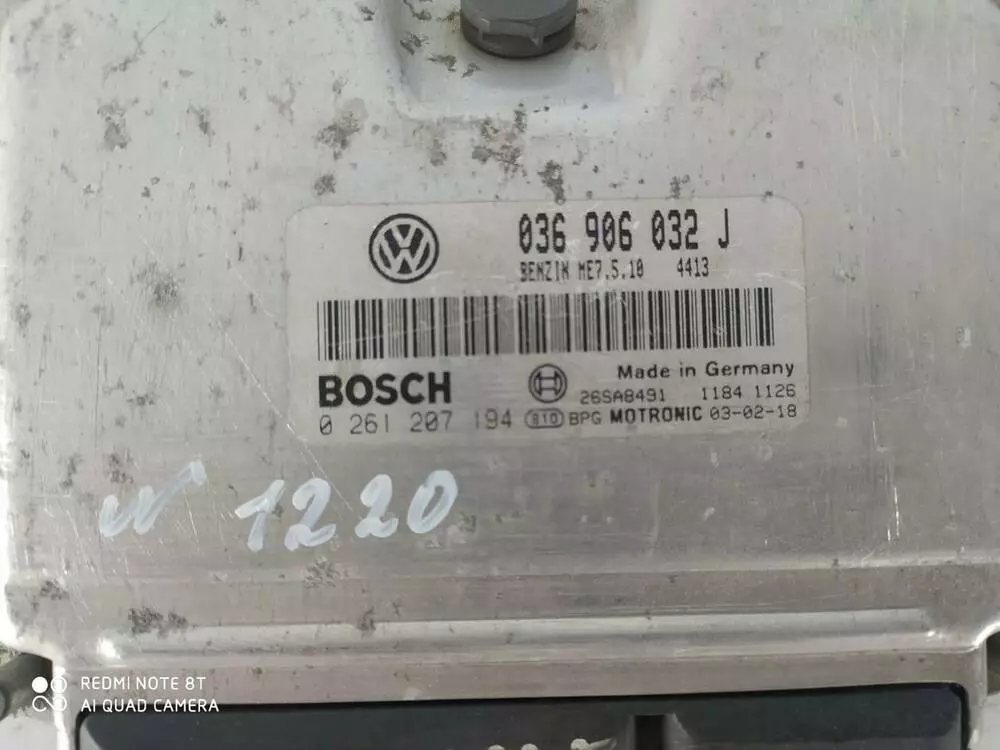 036 906 032 J
BENZIN ME7.5.10 4413
BOSCH
Made in Germany
26SA8491 1184 1126
0 261 207 194 810 BPG MOTRONIC 03-02-18
1220
REDMI NOTE 8T
AI QUAD CAMERA